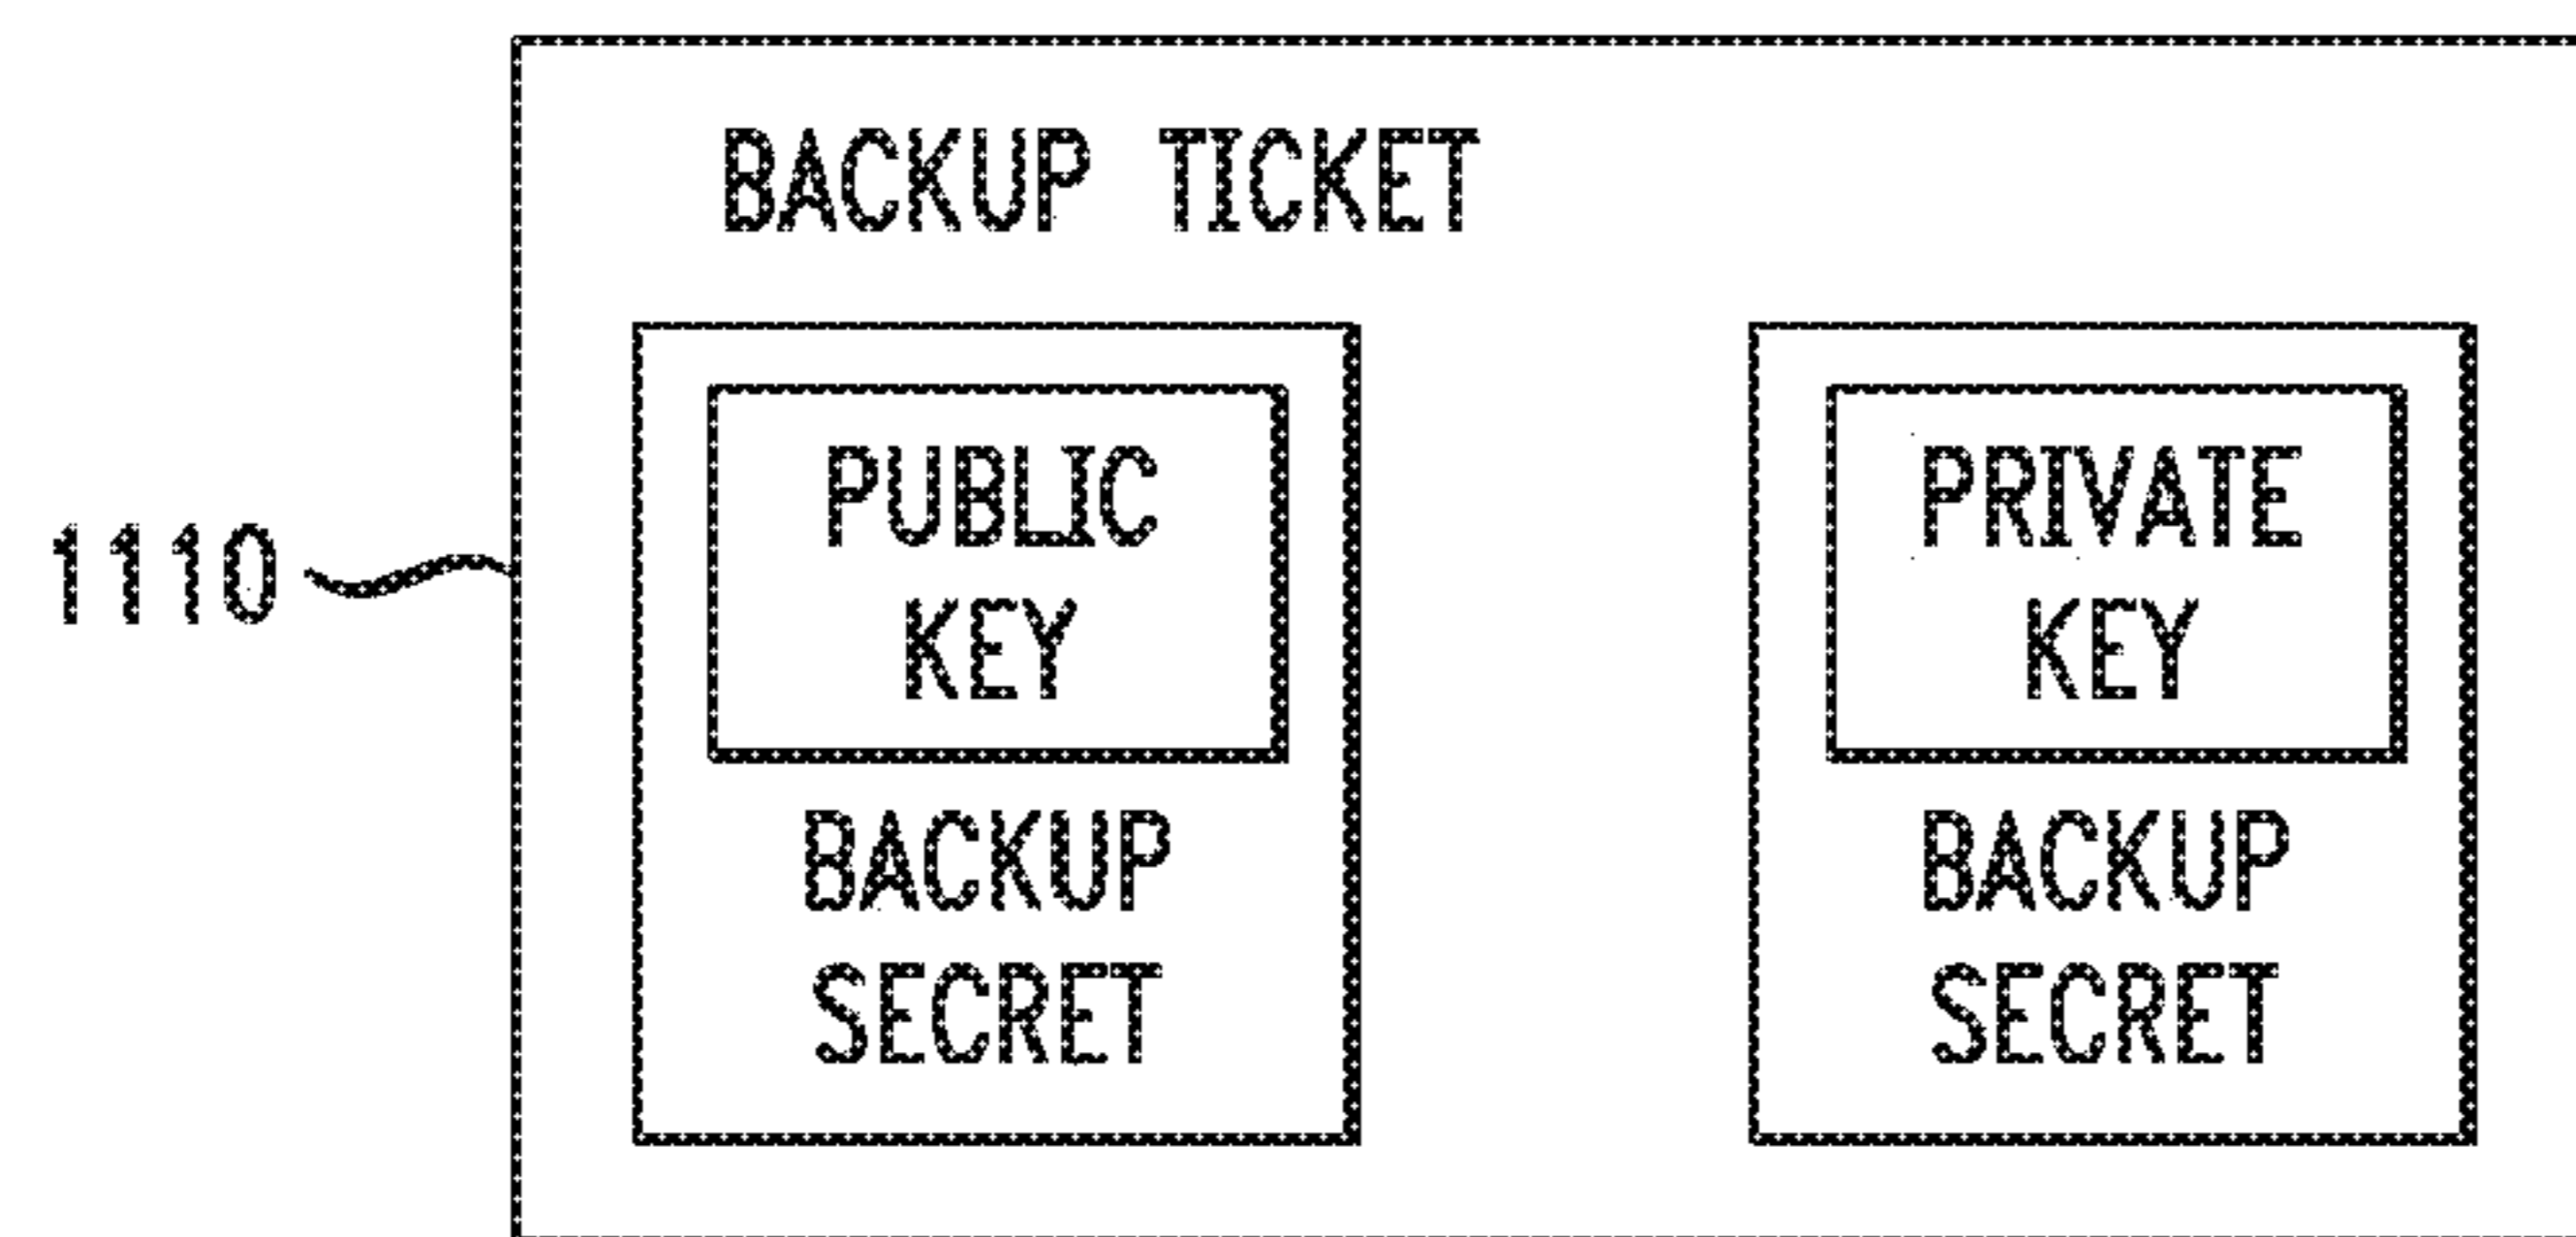 BACKUP TICKET
1110
PUBLIC
KEY
BACKUP
SECRET
PRIVATE
KEY
BACKUP
SECRET